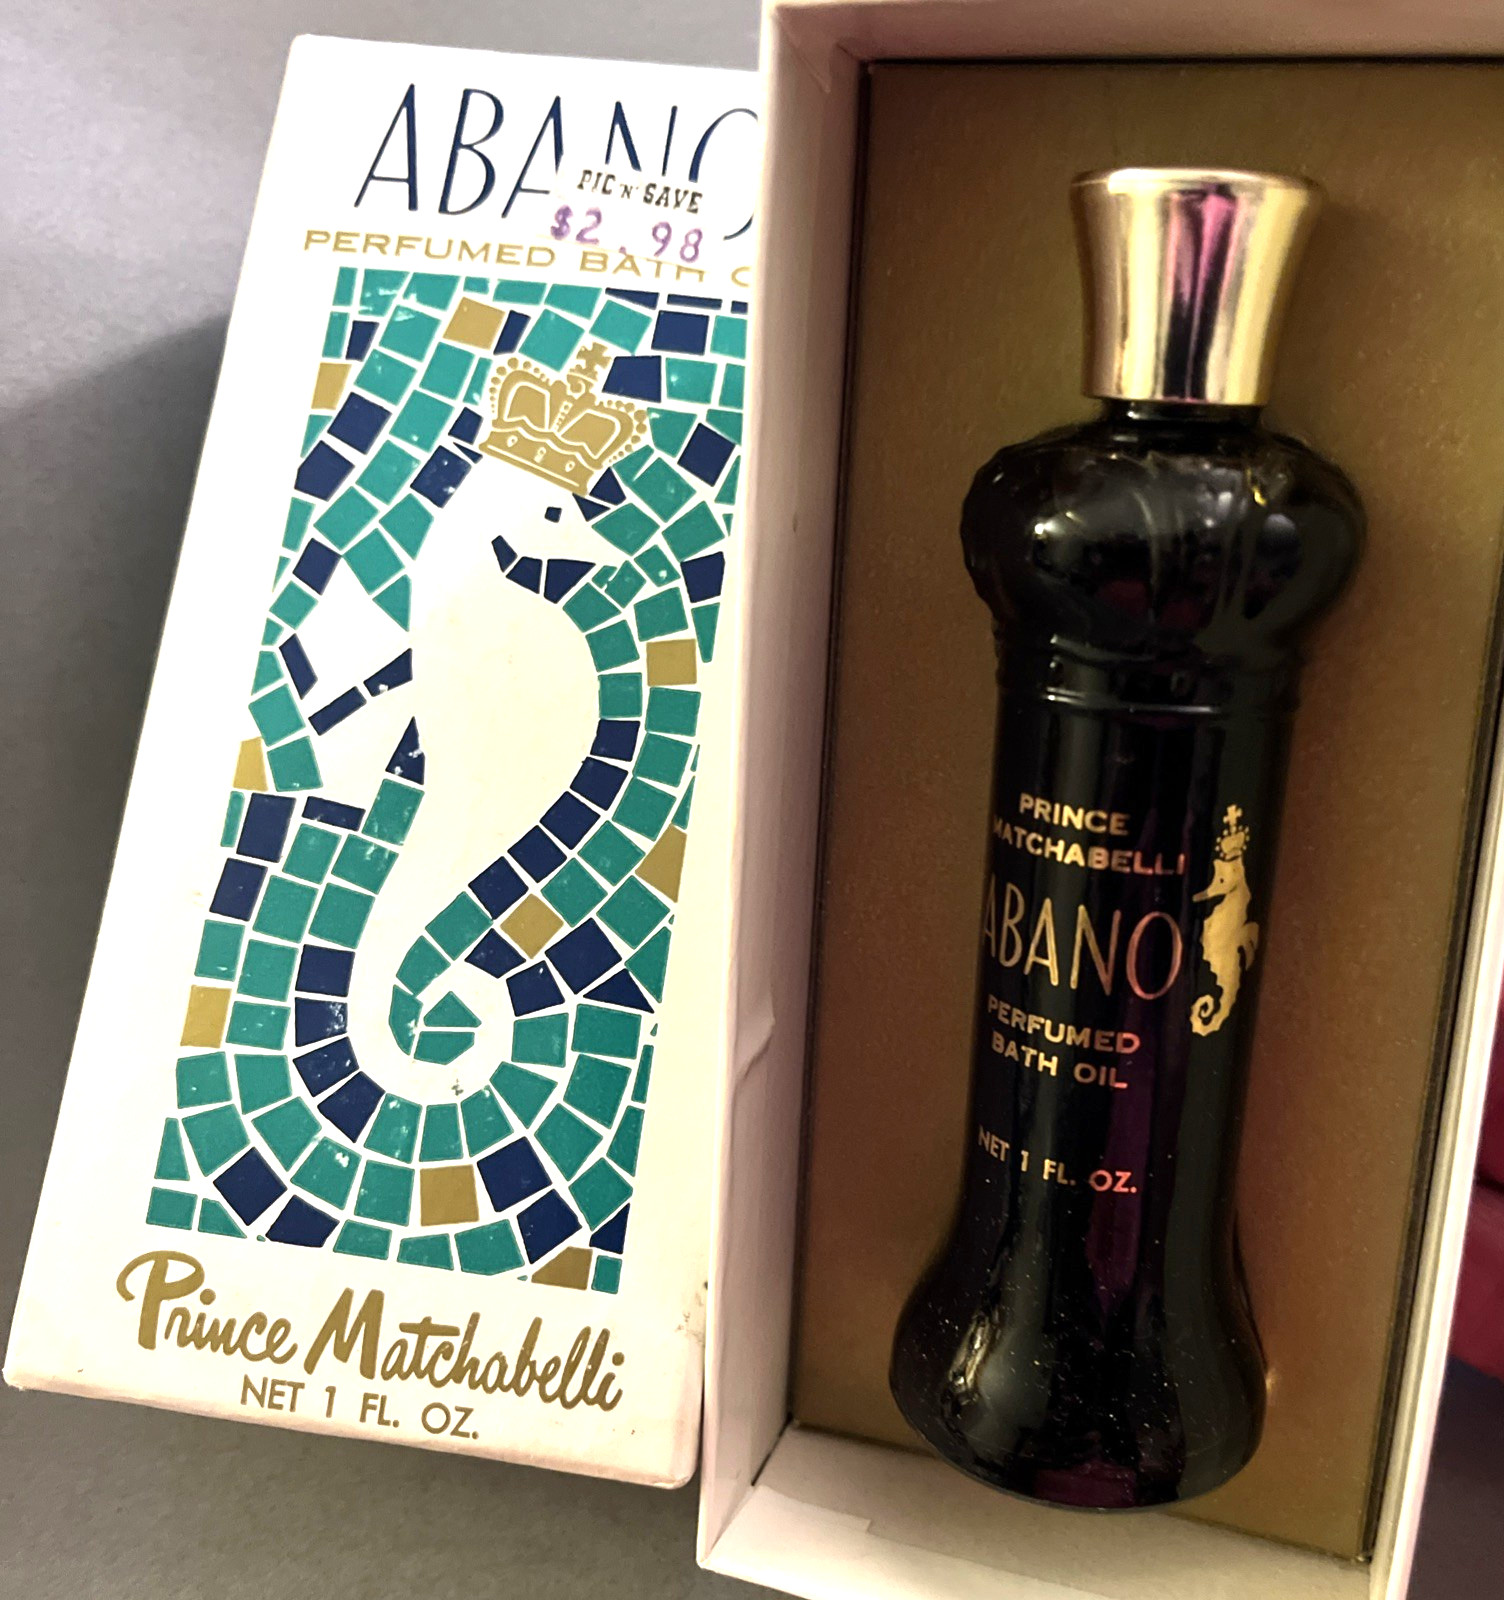 ABANO
PIC 'N' SAVE
$2.98
PERFUMED BATH O
Prince Matchabelli
NET 1 FL. OZ.
PRINCE
MATCHABELLI
ABANO
PERFUMED
BATH OIL
NET 1 FL. OZ.